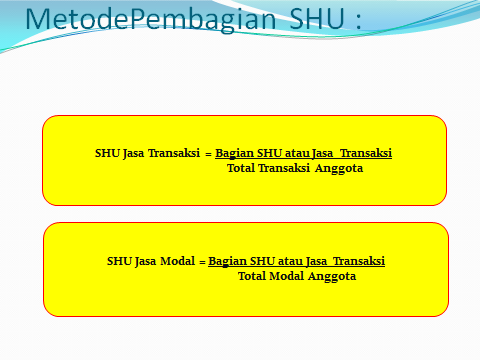 MetodePembagian SHU :
SHU Jasa Transaksi = Bagian SHU atau Jasa Transaksi
Total Transaksi Anggota
SHU Jasa Modal = Bagian SHU atau Jasa Transaksi
Total Modal Anggota